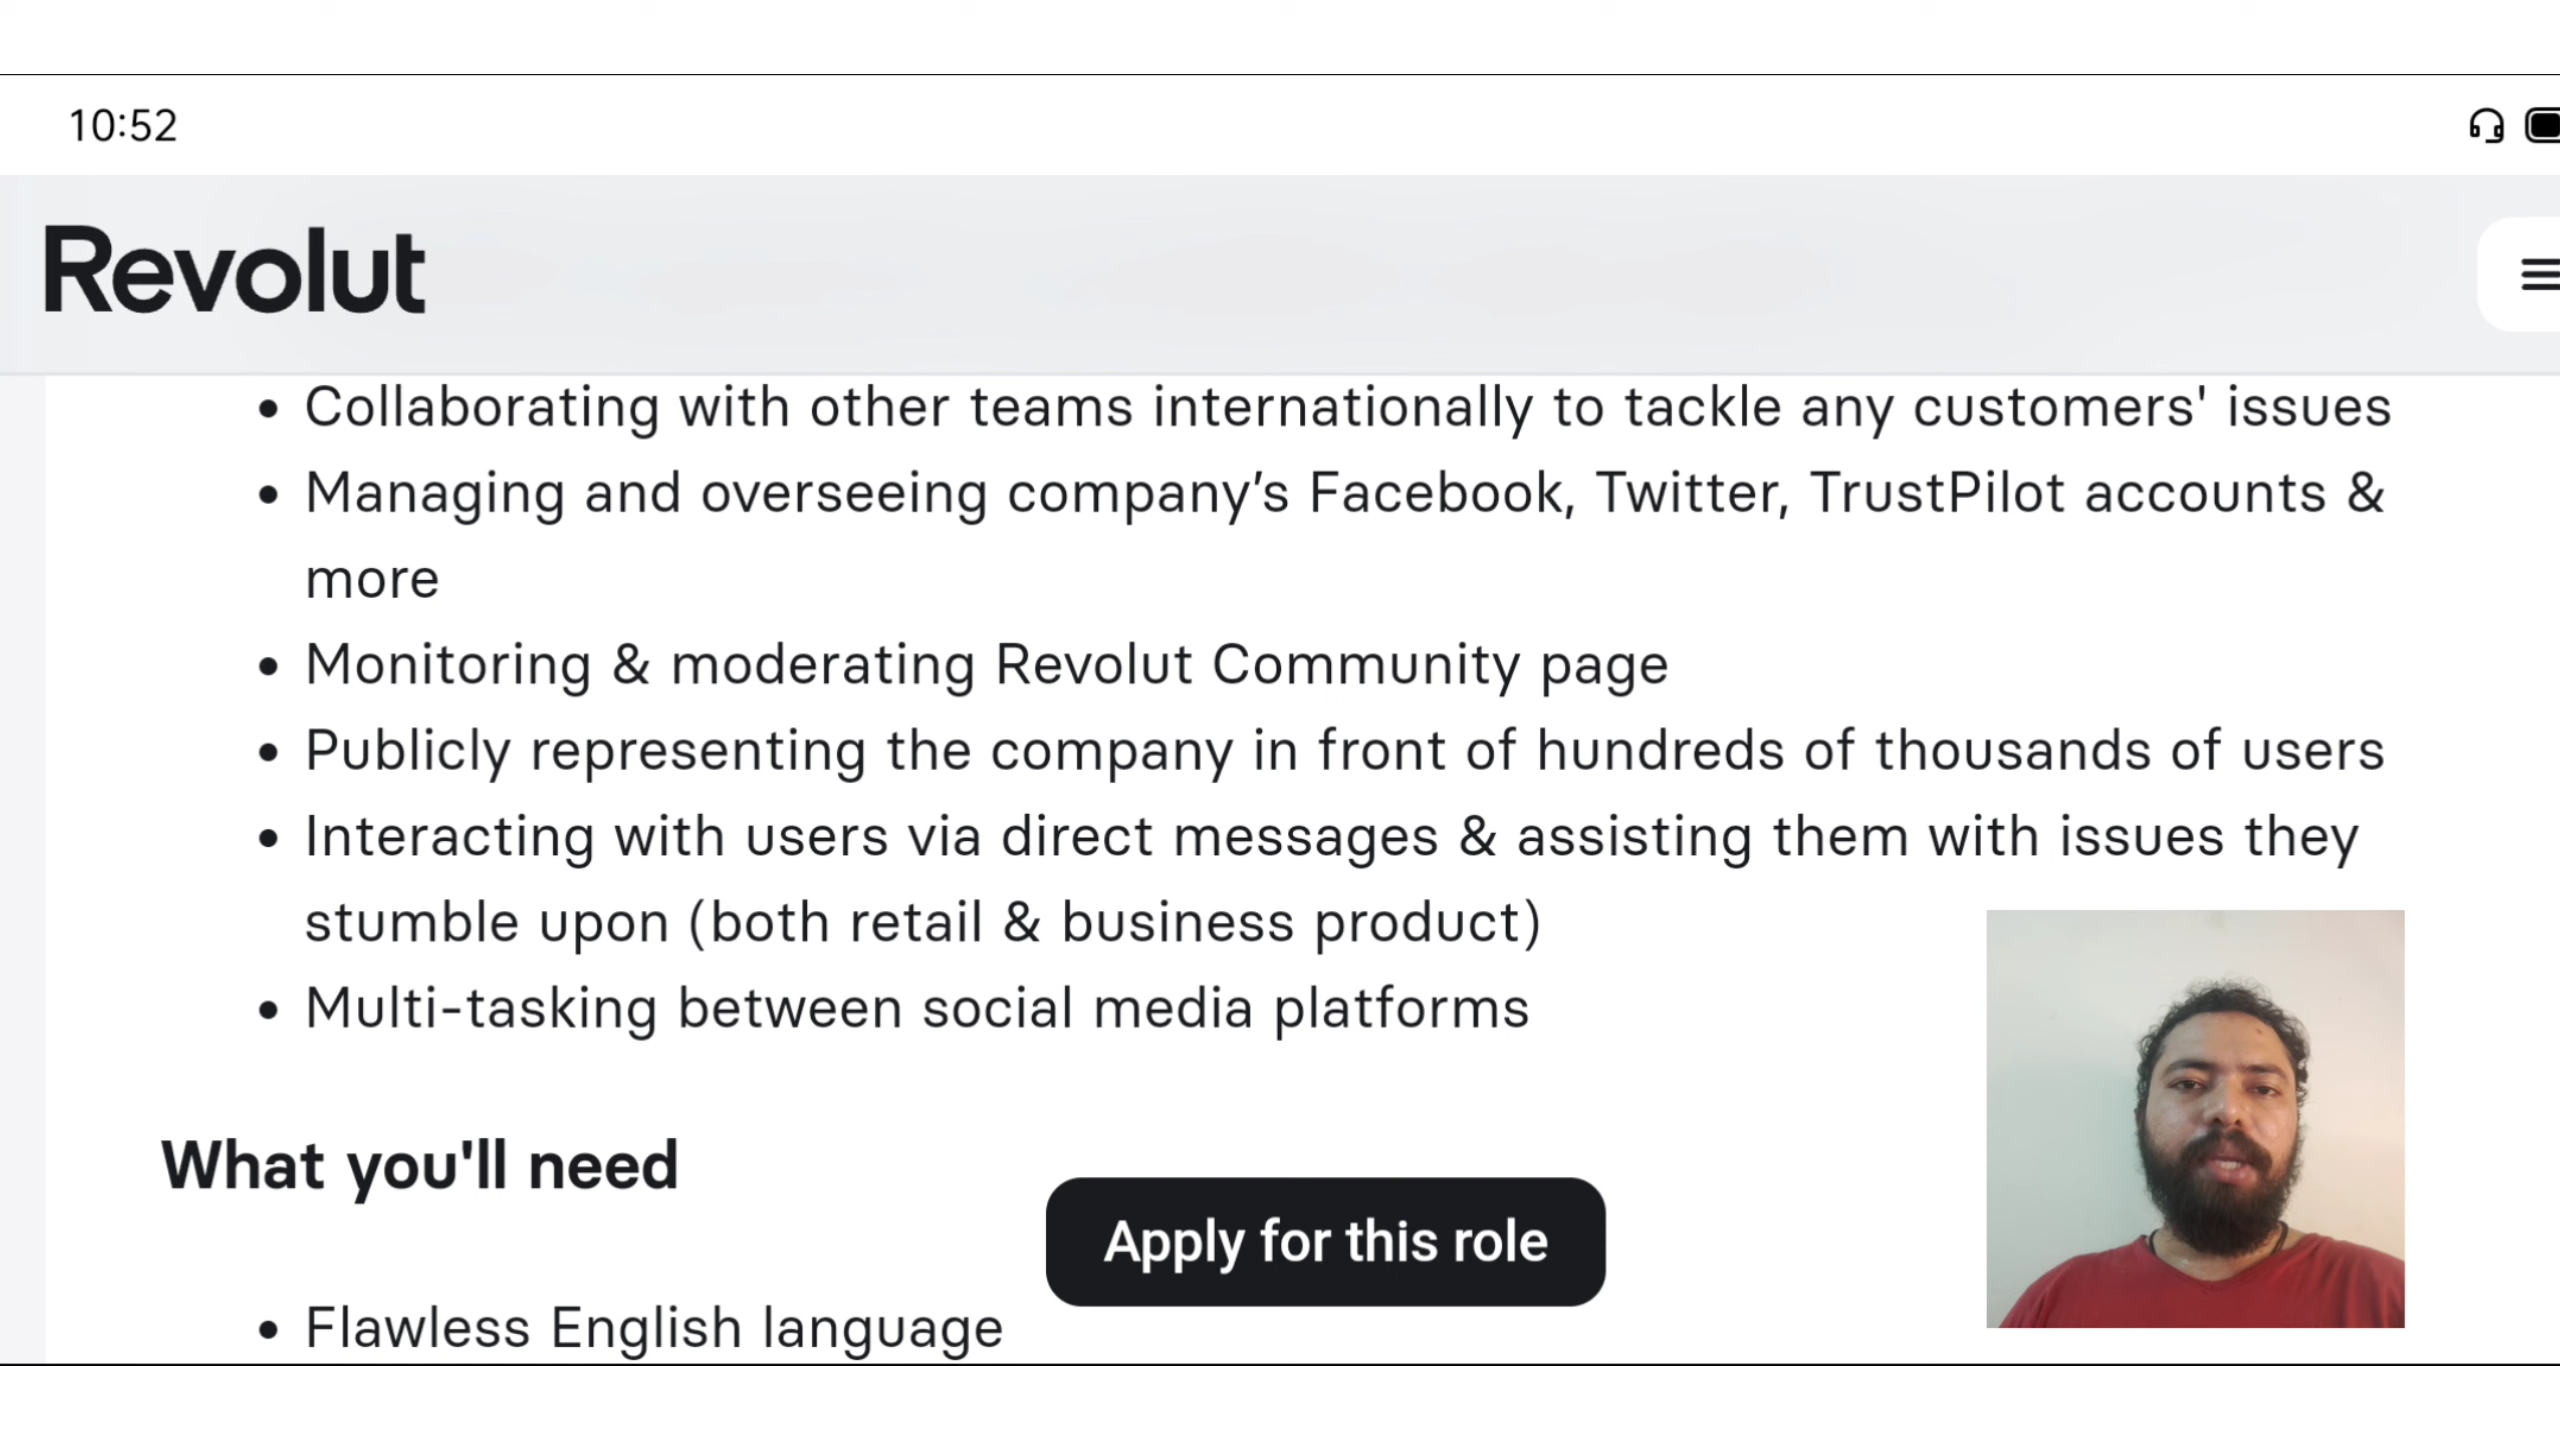 10:52
Revolut
• Collaborating with other teams internationally to tackle any customers' issues
• Managing and overseeing company’s Facebook, Twitter, TrustPilot accounts &
more
• Monitoring & moderating Revolut Community page
• Publicly representing the company in front of hundreds of thousands of users
• Interacting with users via direct messages & assisting them with issues they
stumble upon (both retail & business product)
• Multi-tasking between social media platforms
What you'll need
Apply for this role
• Flawless English language